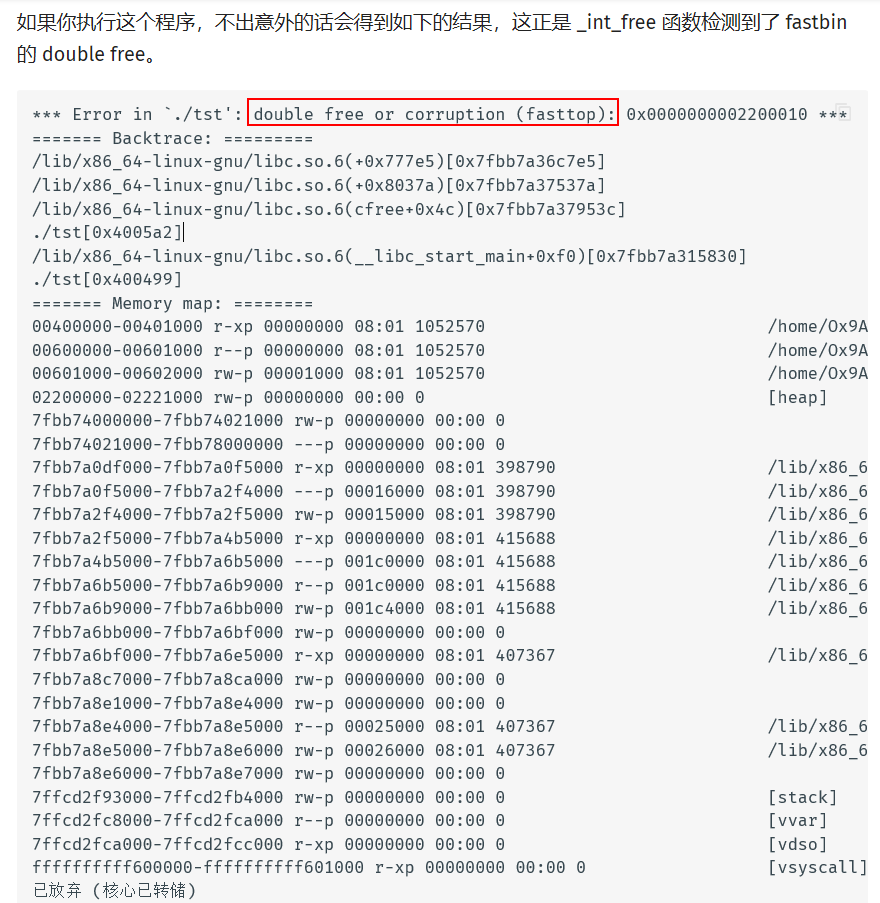 如果你执行这个程序，不出意外的话会得到如下的结果，这正是 _int_free 函数检测到了 fastbin
的 double free。
*** Error in `./tst': double free or corruption (fasttop): 0x0000000002200010 ***
======= Backtrace: =========
/lib/x86_64-linux-gnu/libc.so.6(+0x777e5)[0x7fbb7a36c7e5]
/lib/x86_64-linux-gnu/libc.so.6(+0x8037a)[0x7fbb7a37537a]
/lib/x86_64-linux-gnu/libc.so.6(cfree+0x4c)[0x7fbb7a37953c]
./tst[0x4005a2]
/lib/x86_64-linux-gnu/libc.so.6(__libc_start_main+0xf0)[0x7fbb7a315830]
./tst[0x400499]
======= Memory map: ========
00400000-00401000 r-xp 00000000 08:01 1052570 /home/Ox9A
00600000-00601000 r--p 00000000 08:01 1052570 /home/Ox9A
00601000-00602000 rw-p 00001000 08:01 1052570 /home/Ox9A
02200000-02221000 rw-p 00000000 00:00 0 [heap]
7fbb74000000-7fbb74021000 rw-p 00000000 00:00 0
7fbb74021000-7fbb78000000 ---p 00000000 00:00 0
7fbb7a0df000-7fbb7a0f5000 r-xp 00000000 08:01 398790 /lib/x86_6
7fbb7a0f5000-7fbb7a2f4000 ---p 00016000 08:01 398790 /lib/x86_6
7fbb7a2f4000-7fbb7a2f5000 rw-p 00015000 08:01 398790 /lib/x86_6
7fbb7a2f5000-7fbb7a4b5000 r-xp 00000000 08:01 415688 /lib/x86_6
7fbb7a4b5000-7fbb7a6b5000 ---p 001c0000 08:01 415688 /lib/x86_6
7fbb7a6b5000-7fbb7a6b9000 r--p 001c0000 08:01 415688 /lib/x86_6
7fbb7a6b9000-7fbb7a6bb000 rw-p 001c4000 08:01 415688 /lib/x86_6
7fbb7a6bb000-7fbb7a6bf000 rw-p 00000000 00:00 0
7fbb7a6bf000-7fbb7a6e5000 r-xp 00000000 08:01 407367 /lib/x86_6
7fbb7a8c7000-7fbb7a8ca000 rw-p 00000000 00:00 0
7fbb7a8e1000-7fbb7a8e4000 rw-p 00000000 00:00 0
7fbb7a8e4000-7fbb7a8e5000 r--p 00025000 08:01 407367 /lib/x86_6
7fbb7a8e5000-7fbb7a8e6000 rw-p 00026000 08:01 407367 /lib/x86_6
7fbb7a8e6000-7fbb7a8e7000 rw-p 00000000 00:00 0
7ffcd2f93000-7ffcd2fb4000 rw-p 00000000 00:00 0 [stack]
7ffcd2fc8000-7ffcd2fca000 r--p 00000000 00:00 0 [vvar]
7ffcd2fca000-7ffcd2fcc000 r-xp 00000000 00:00 0 [vdso]
ffffffffff600000-ffffffffff601000 r-xp 00000000 00:00 0 [vsyscall]
已放弃 (核心已转储)